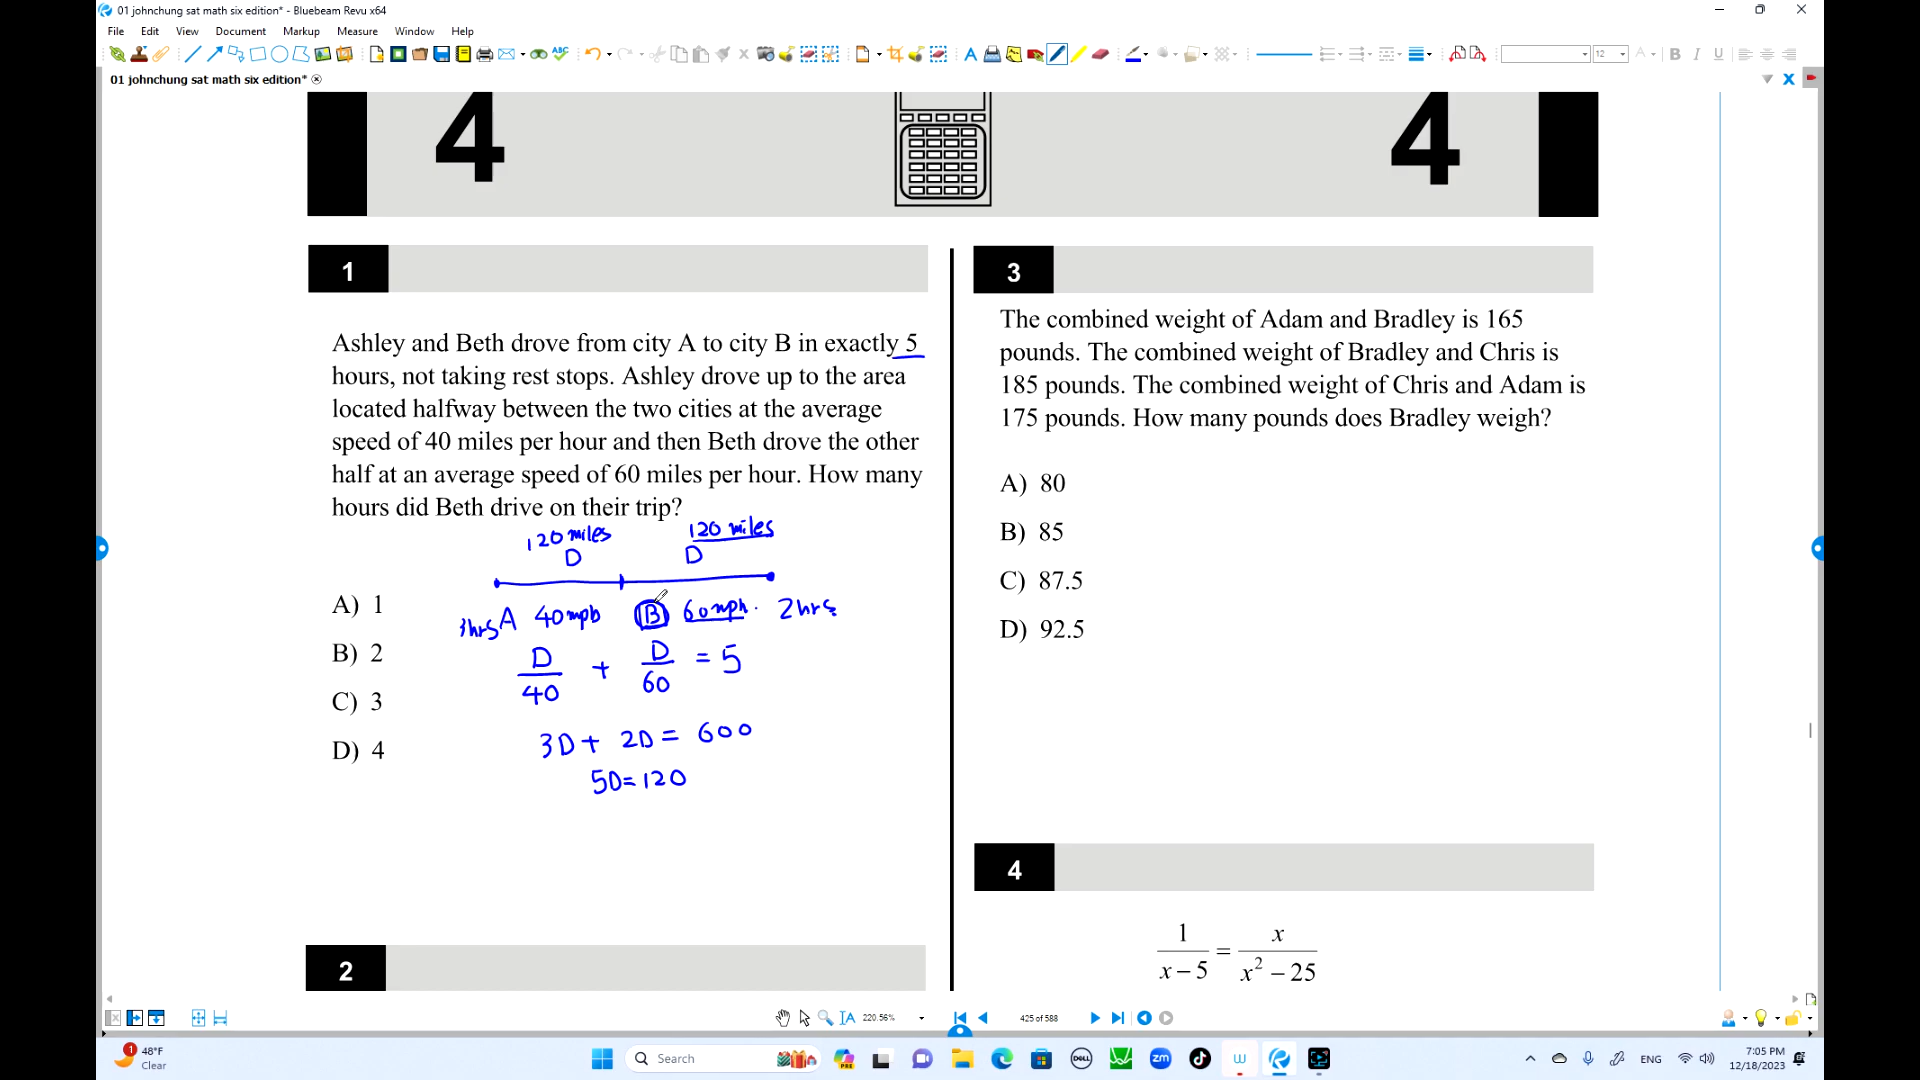 01 johnchung sat math six edition* - Bluebeam Revu x64
File Edit View Document Markup Measure Window Help
12
01 johnchung sat math six edition*
4 4
1
Ashley and Beth drove from city A to city B in exactly 5
hours, not taking rest stops. Ashley drove up to the area
located halfway between the two cities at the average
speed of 40 miles per hour and then Beth drove the other
half at an average speed of 60 miles per hour. How many
hours did Beth drive on their trip?
120 miles 120 miles
D D
3hrs A 40mph B 60mph. 2hrs
D/40 + D/60 = 5
3D + 2D = 600
5D = 120
A) 1
B) 2
C) 3
D) 4
2
3
The combined weight of Adam and Bradley is 165
pounds. The combined weight of Bradley and Chris is
185 pounds. The combined weight of Chris and Adam is
175 pounds. How many pounds does Bradley weigh?
A) 80
B) 85
C) 87.5
D) 92.5
4
1/(x − 5) = x/(x² − 25)
220.56%
425 of 588
1
48°F
Clear
Search
PRE
DELL
zm
ENG
7:05 PM
12/18/2023